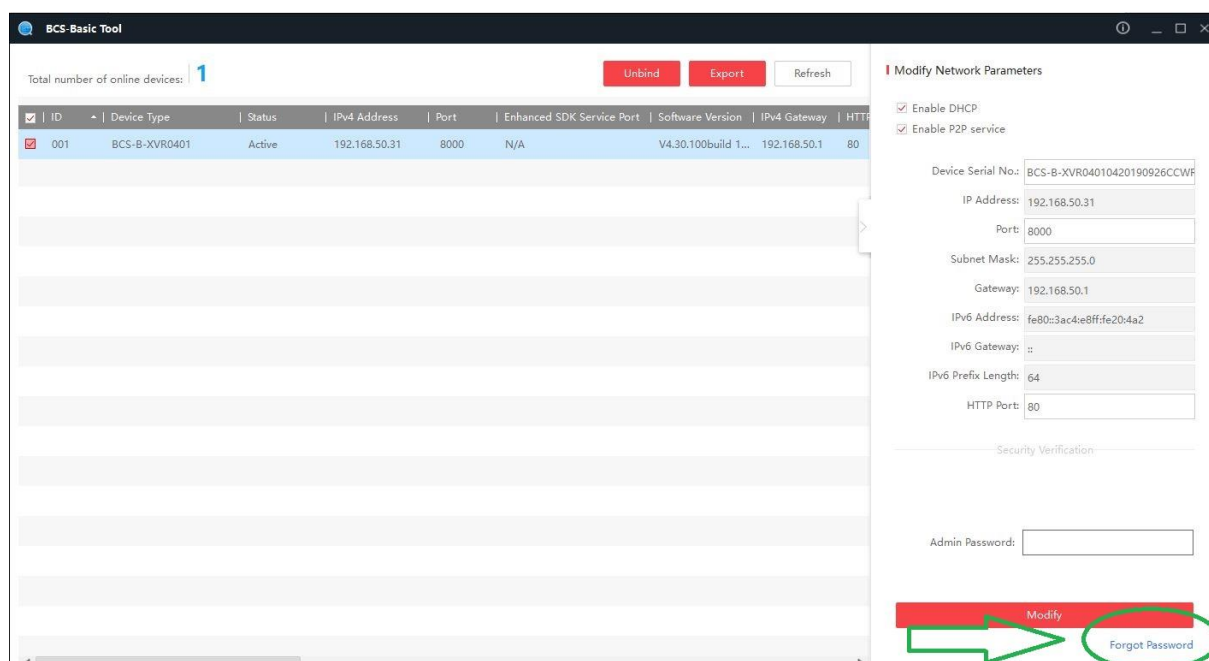 BCS-Basic Tool
Total number of online devices: 1
Unbind
Export
Refresh
ID | Device Type | Status | IPv4 Address | Port | Enhanced SDK Service Port | Software Version | IPv4 Gateway | HTTP
001 BCS-B-XVR0401 Active 192.168.50.31 8000 N/A V4.30.100build 1... 192.168.50.1 80
Modify Network Parameters
Enable DHCP
Enable P2P service
Device Serial No.: BCS-B-XVR04010420190926CCWR
IP Address: 192.168.50.31
Port: 8000
Subnet Mask: 255.255.255.0
Gateway: 192.168.50.1
IPv6 Address: fe80::3ac4:e8ff:fe20:4a2
IPv6 Gateway: ::
IPv6 Prefix Length: 64
HTTP Port: 80
Security Verification
Admin Password:
Modify
Forgot Password